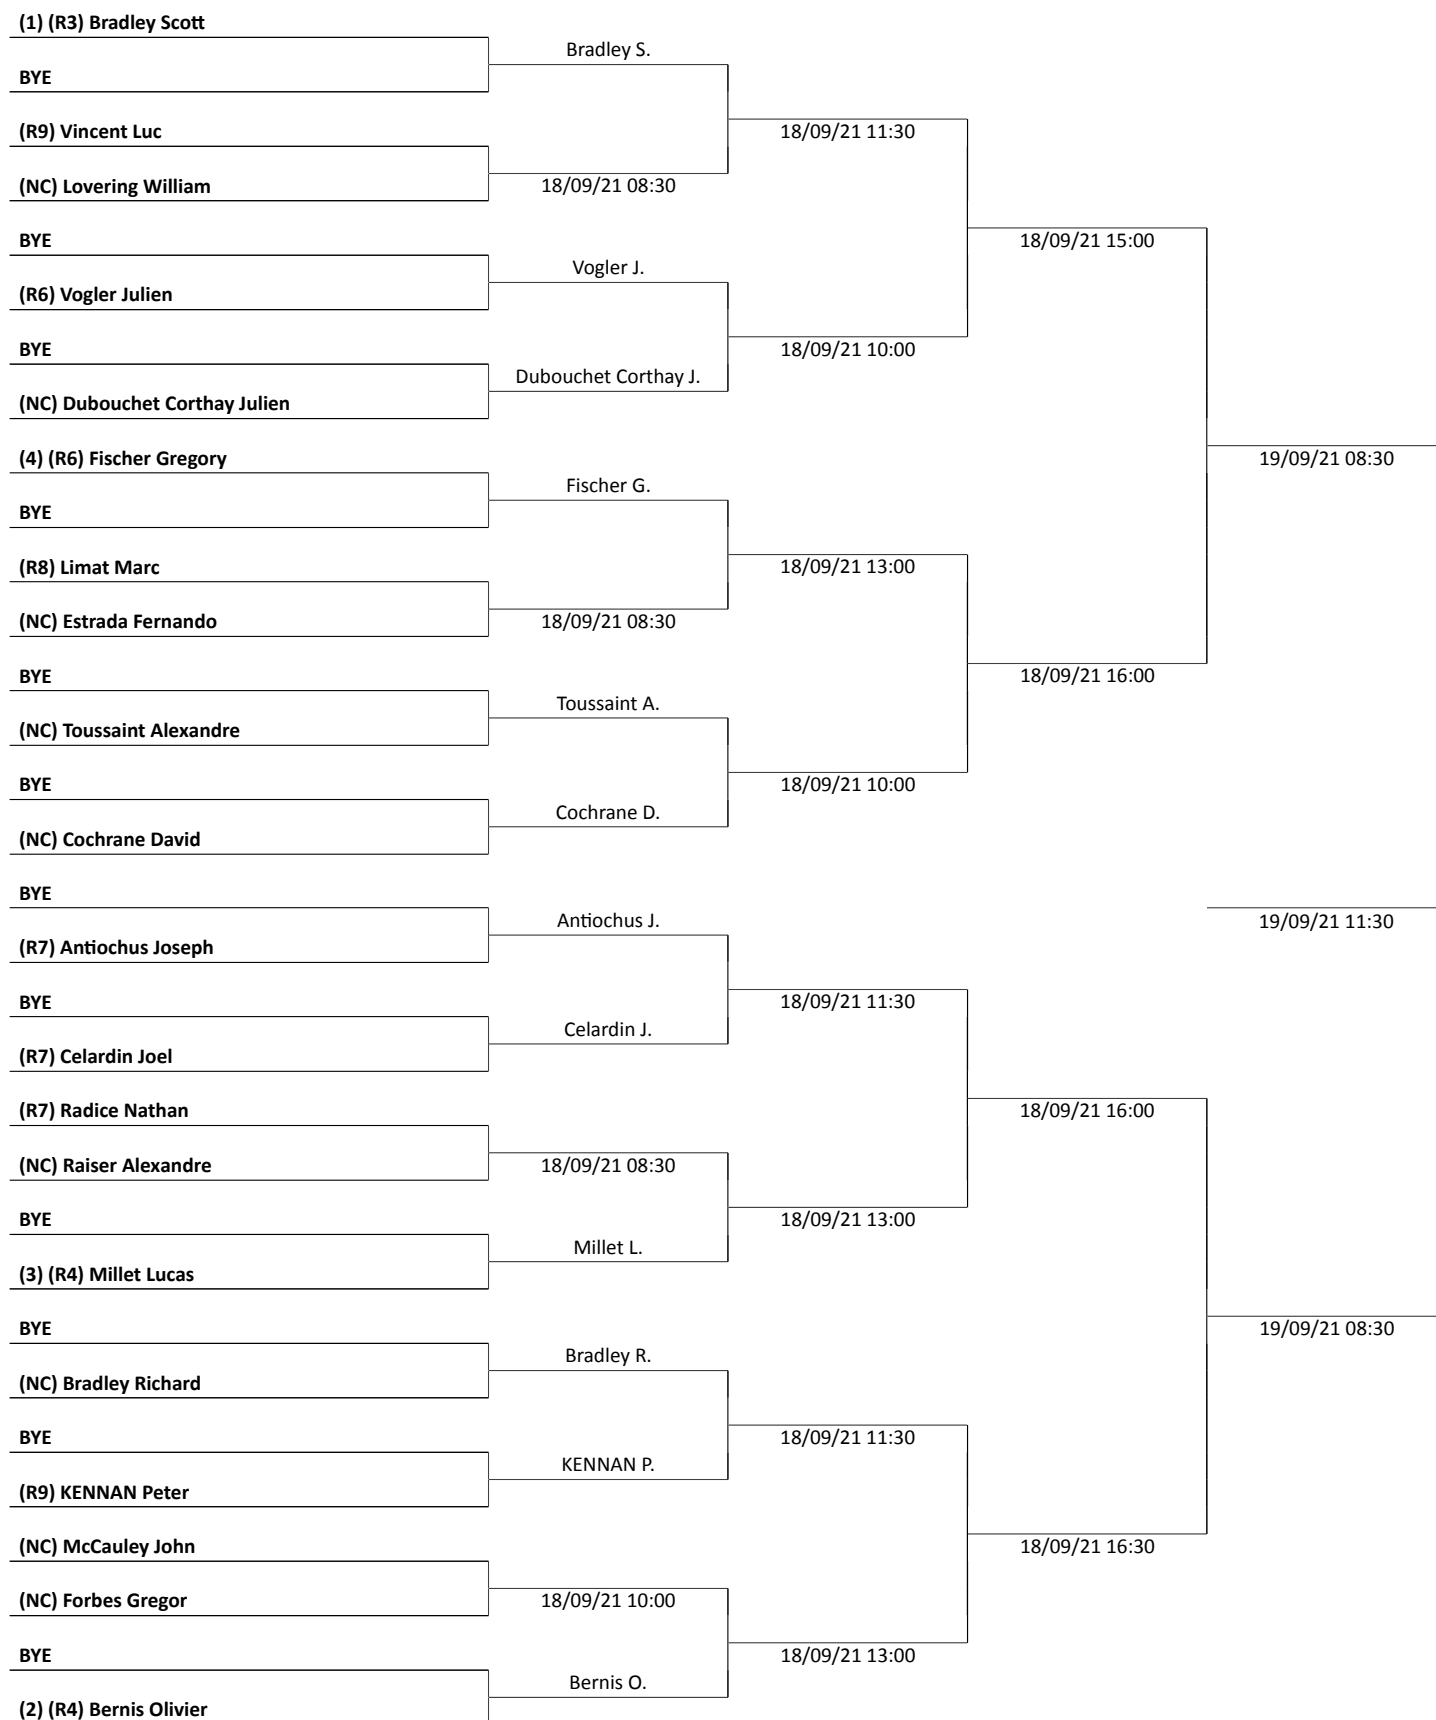 (1) (R3) Bradley Scott
Bradley S.
BYE
18/09/21 11:30
(R9) Vincent Luc
(NC) Lovering William
18/09/21 08:30
BYE
18/09/21 15:00
Vogler J.
(R6) Vogler Julien
BYE
18/09/21 10:00
Dubouchet Corthay J.
(NC) Dubouchet Corthay Julien
(4) (R6) Fischer Gregory
19/09/21 08:30
Fischer G.
BYE
(R8) Limat Marc
18/09/21 13:00
(NC) Estrada Fernando
18/09/21 08:30
BYE
18/09/21 16:00
Toussaint A.
(NC) Toussaint Alexandre
BYE
18/09/21 10:00
Cochrane D.
(NC) Cochrane David
BYE
Antiochus J.
19/09/21 11:30
(R7) Antiochus Joseph
BYE
18/09/21 11:30
Celardin J.
(R7) Celardin Joel
(R7) Radice Nathan
18/09/21 16:00
(NC) Raiser Alexandre
18/09/21 08:30
BYE
18/09/21 13:00
Millet L.
(3) (R4) Millet Lucas
BYE
19/09/21 08:30
Bradley R.
(NC) Bradley Richard
BYE
18/09/21 11:30
KENNAN P.
(R9) KENNAN Peter
(NC) McCauley John
18/09/21 16:30
(NC) Forbes Gregor
18/09/21 10:00
BYE
18/09/21 13:00
Bernis O.
(2) (R4) Bernis Olivier